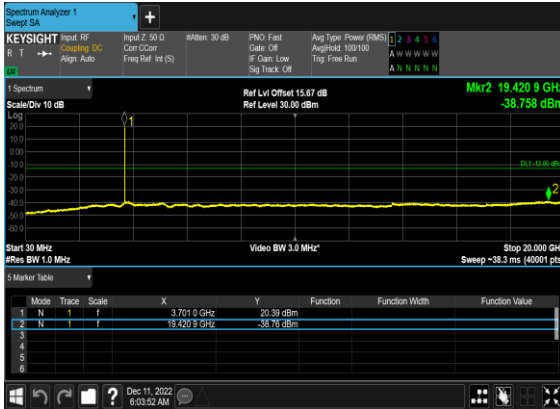 Spectrum Analyzer 1
Swept SA
+
KEYSIGHT
R T
LV
Input: RF
Coupling: DC
Align: Auto
Input Z: 50 Ω
Corr CCorr
Freq Ref: Int (S)
#Atten: 30 dB
PNO: Fast
Gate: Off
IF Gain: Low
Sig Track: Off
Avg Type: Power (RMS)
Avg|Hold: 100/100
Trig: Free Run
1 2 3 4 5 6
A W W W W W
A N N N N N
1 Spectrum
Scale/Div 10 dB
Ref Lvl Offset 15.67 dB
Ref Level 30.00 dBm
Mkr2 19.420 9 GHz
-38.758 dBm
Log
20.0
10.0
0.00
-10.0
-20.0
-30.0
-40.0
-50.0
-60.0
1
DL1 -13.00 dBm
2
Start 30 MHz
#Res BW 1.0 MHz
Video BW 3.0 MHz*
Stop 20.000 GHz
Sweep ~38.3 ms (40001 pts)
5 Marker Table
Mode Trace Scale X Y Function Function Width Function Value
1 N 1 f 3.701 0 GHz 20.39 dBm
2 N 1 f 19.420 9 GHz -38.76 dBm
3
4
5
6
?
Dec 11, 2022
6:03:52 AM